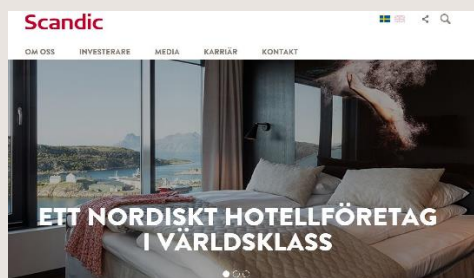 Scandic
OM OSS INVESTERARE MEDIA KARRIÄR KONTAKT
ETT NORDISKT HOTELLFÖRETAG
I VÄRLDSKLASS